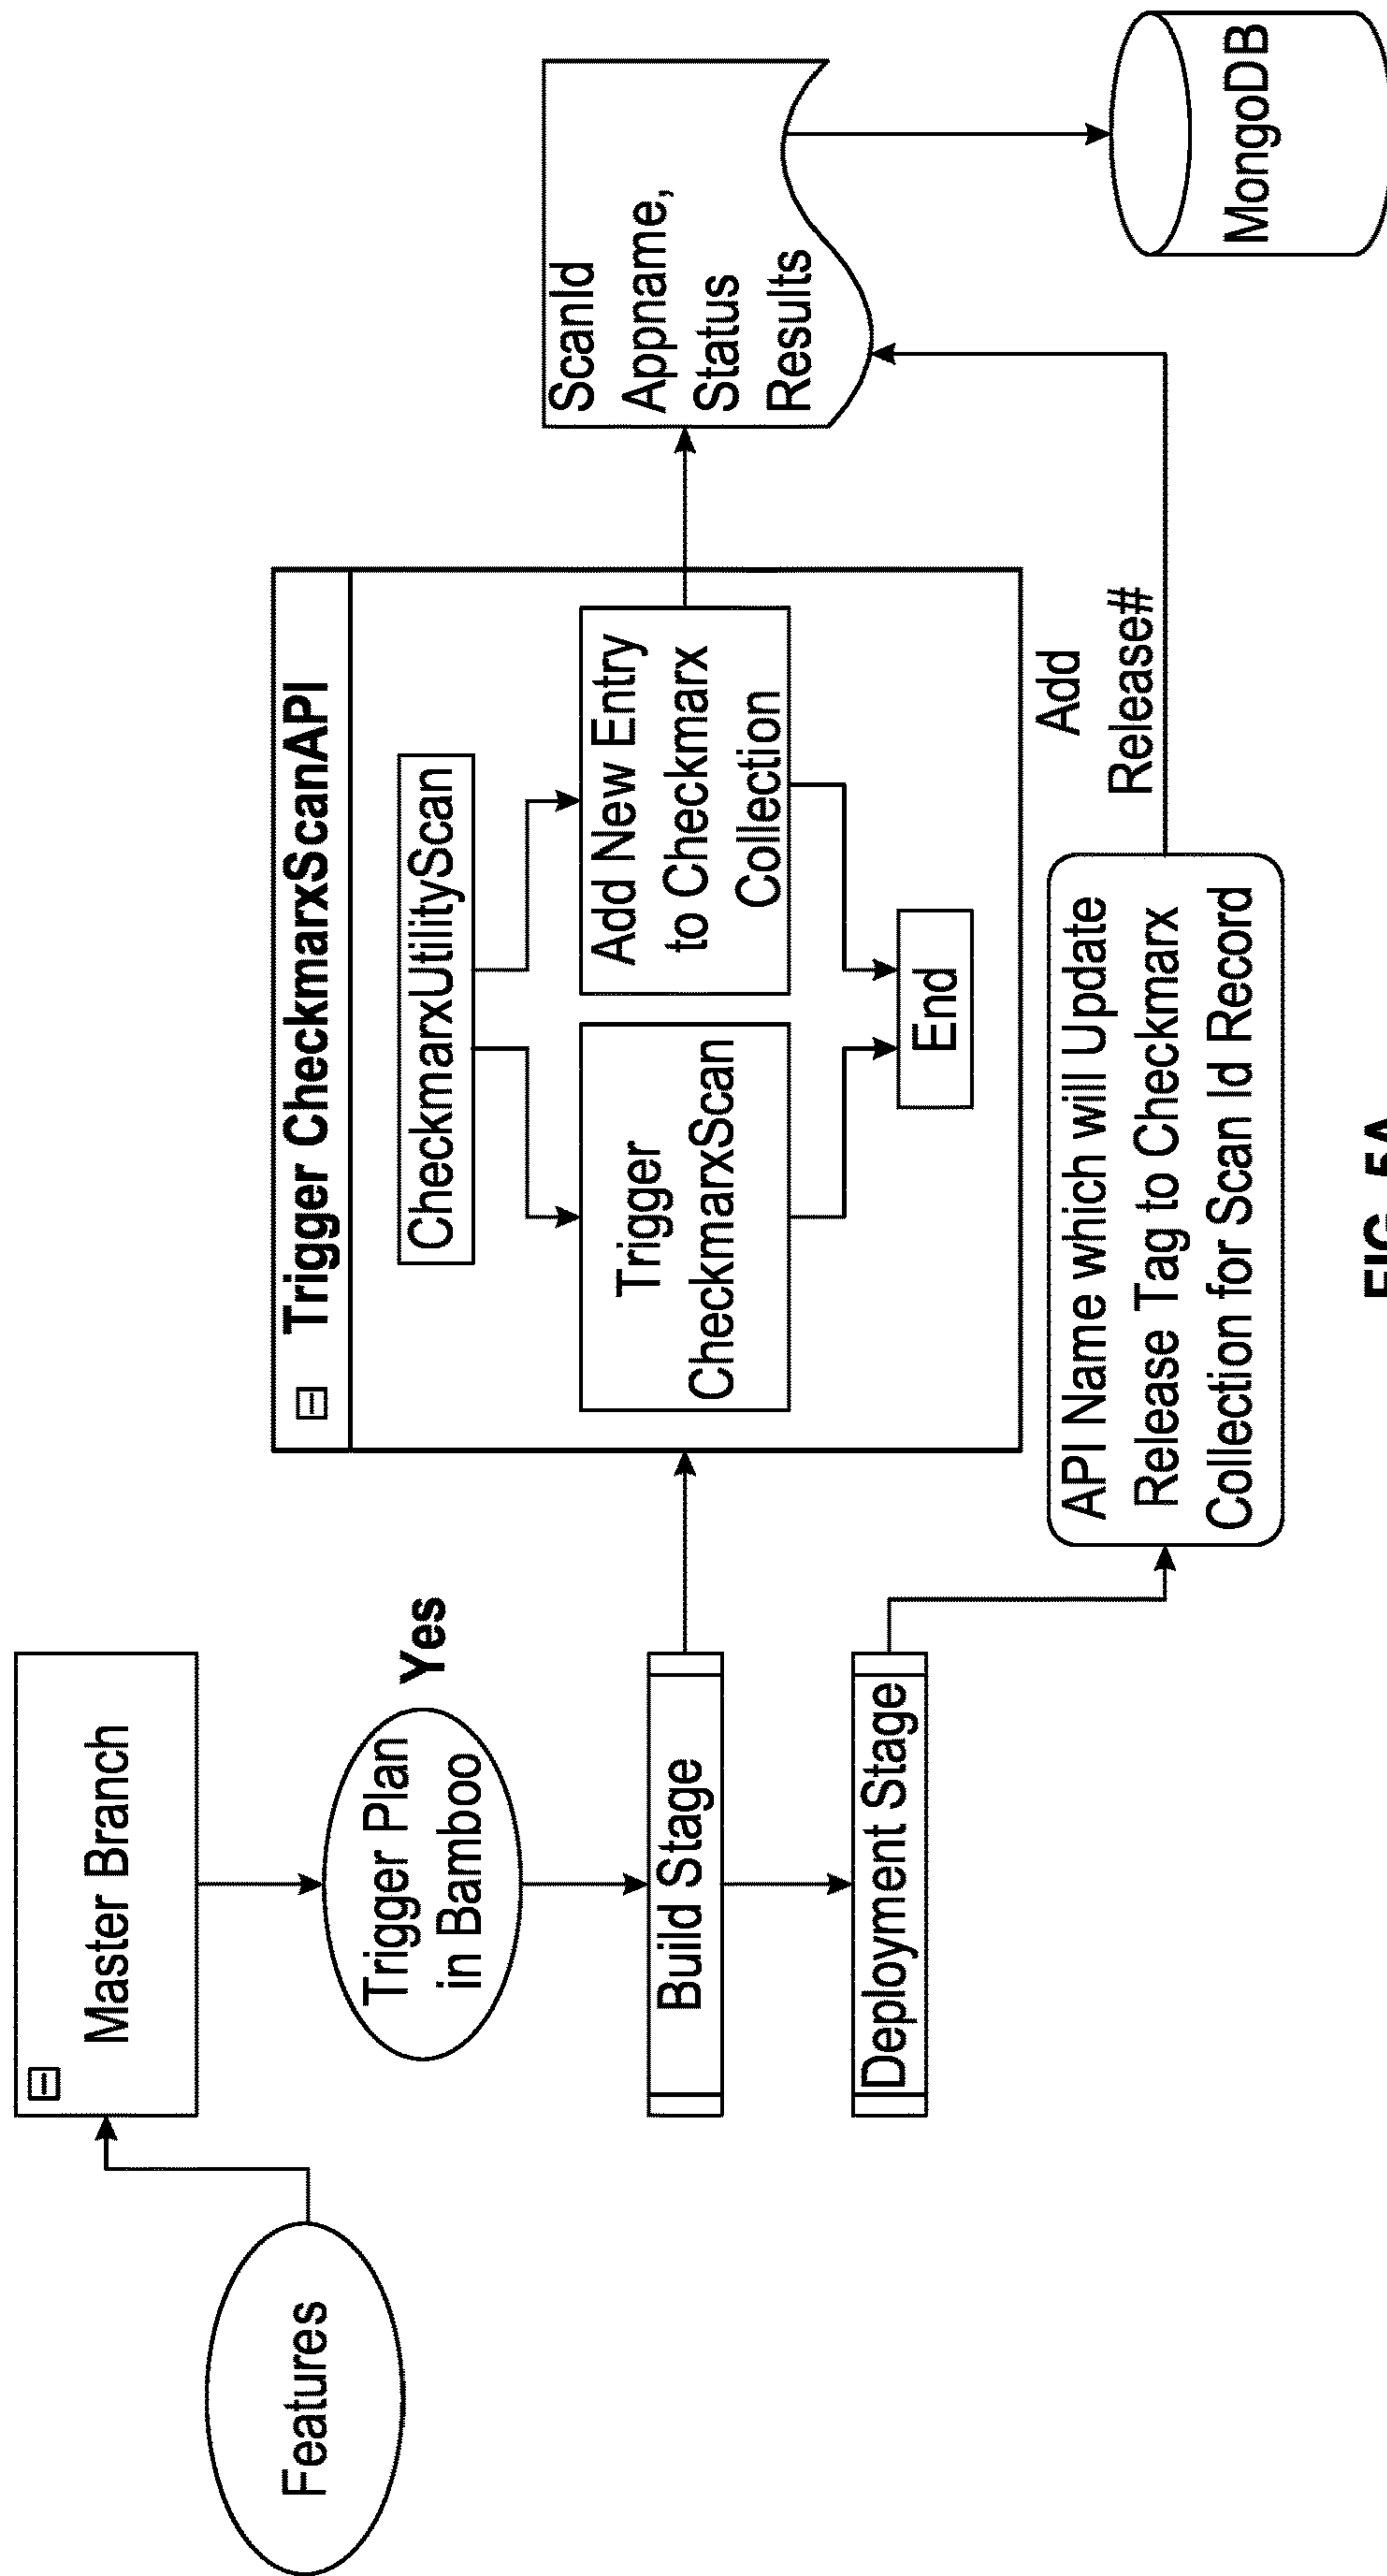 Features
Master Branch
Trigger Plan
in Bamboo
Yes
Build Stage
Deployment Stage
Trigger CheckmarxScanAPI
CheckmarxUtilityScan
Trigger
CheckmarxScan
Add New Entry
to Checkmarx
Collection
End
API Name which will Update
Release Tag to Checkmarx
Collection for Scan Id Record
Add
Release#
ScanId
Appname,
Status
Results
MongoDB
FIG. 5A